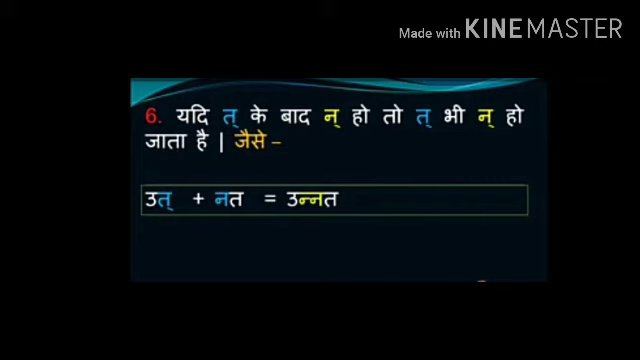 Made with KINEMASTER
6. यदि त् के बाद न् हो तो त् भी न् हो
जाता है | जैसे –
उत् + नत = उन्नत